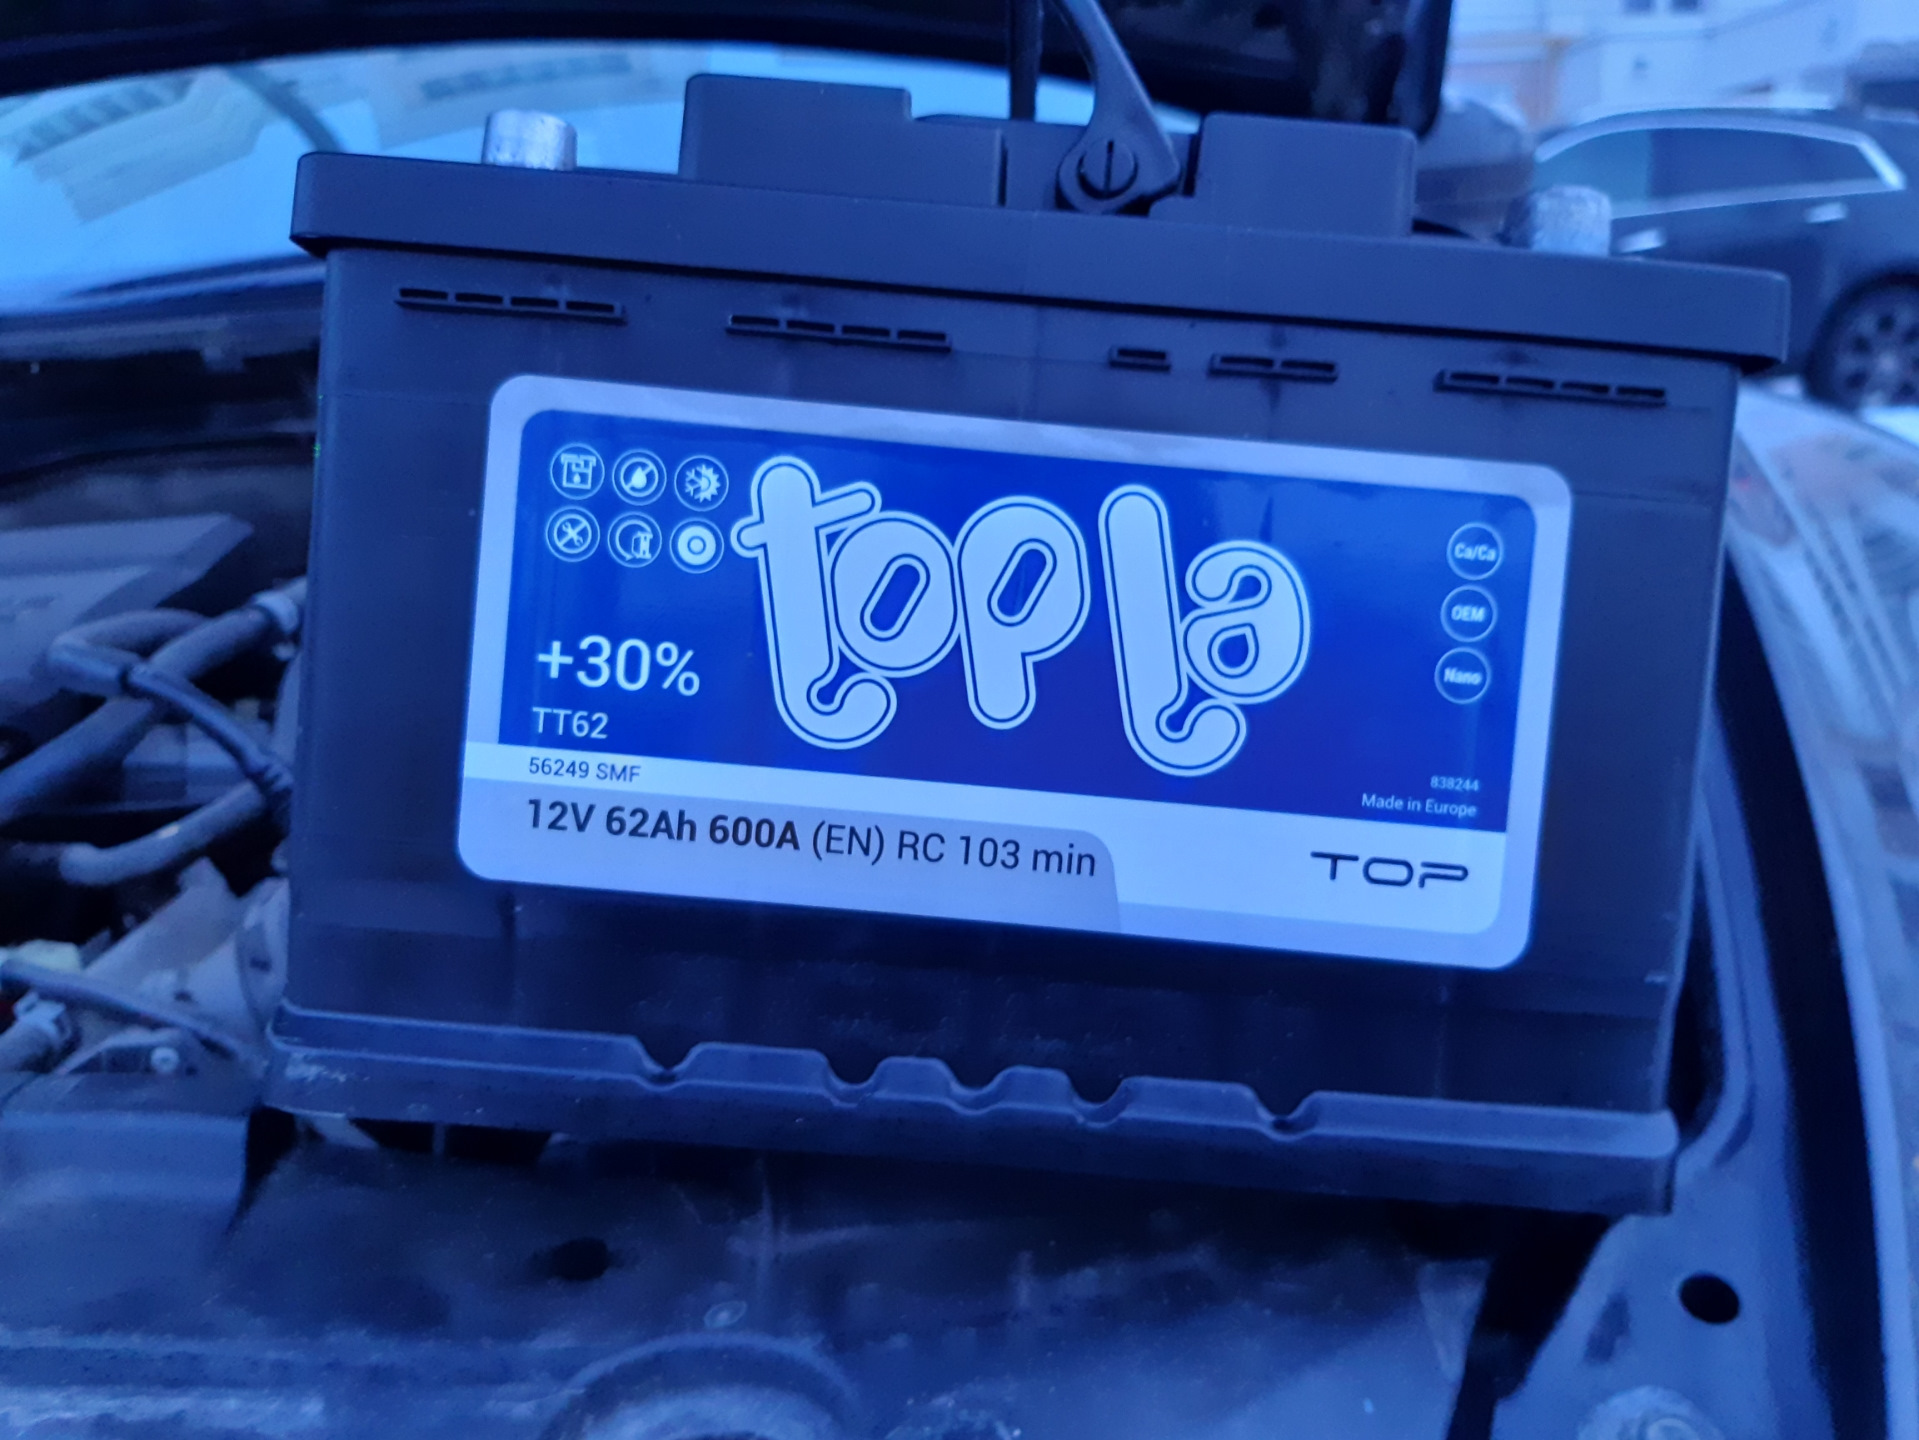 topla
Ca/Ca
OEM
Nano
+30%
TT62
56249 SMF
838244
Made in Europe
12V 62Ah 600A (EN) RC 103 min
TOP